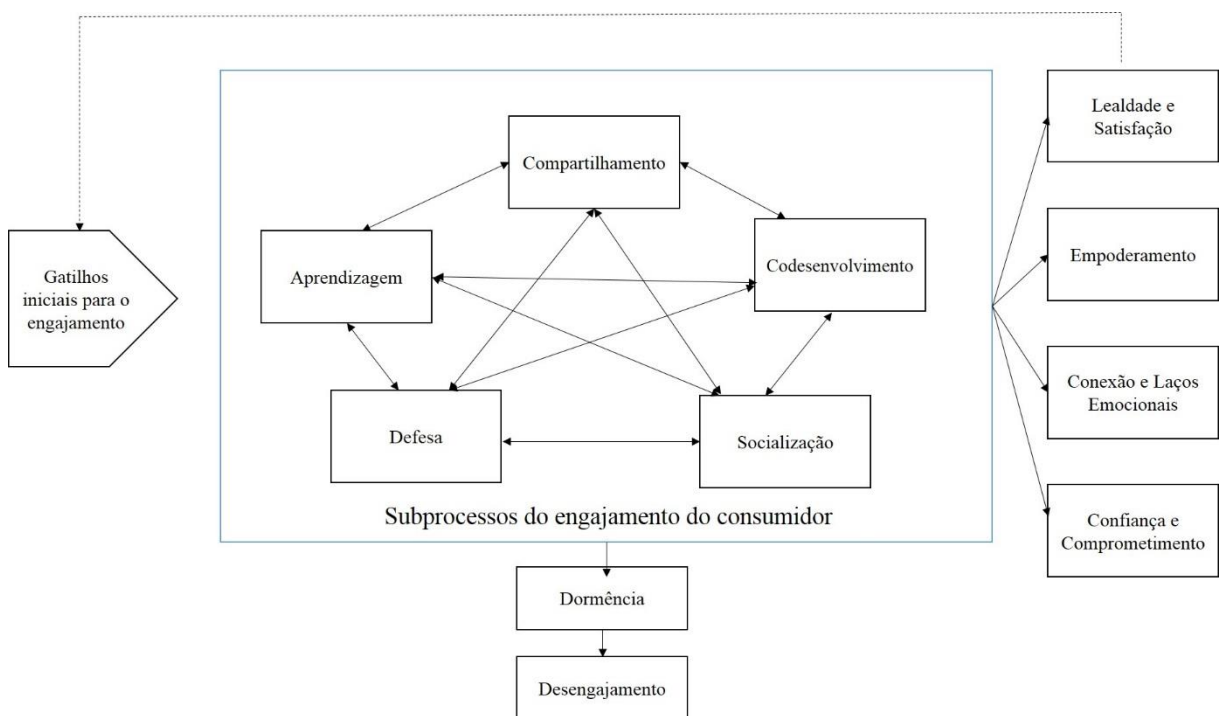 Lealdade e
Satisfação
Compartilhamento
Gatilhos
iniciais para o
engajamento
Aprendizagem
Codesenvolvimento
Empoderamento
Conexão e Laços
Emocionais
Defesa
Socialização
Subprocessos do engajamento do consumidor
Confiança e
Comprometimento
Dormência
Desengajamento